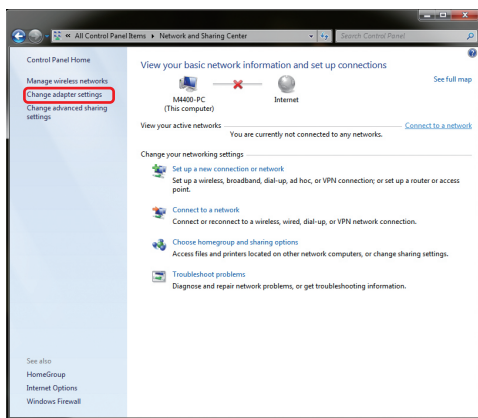 « All Control Panel Items ▸ Network and Sharing Center
Search Control Panel
Control Panel Home
Manage wireless networks
Change adapter settings
Change advanced sharing
settings
See also
HomeGroup
Internet Options
Windows Firewall
View your basic network information and set up connections
See full map
M4400-PC
(This computer)
Internet
View your active networks
Connect to a network
You are currently not connected to any networks.
Change your networking settings
Set up a new connection or network
Set up a wireless, broadband, dial-up, ad hoc, or VPN connection; or set up a router or access
point.
Connect to a network
Connect or reconnect to a wireless, wired, dial-up, or VPN network connection.
Choose homegroup and sharing options
Access files and printers located on other network computers, or change sharing settings.
Troubleshoot problems
Diagnose and repair network problems, or get troubleshooting information.